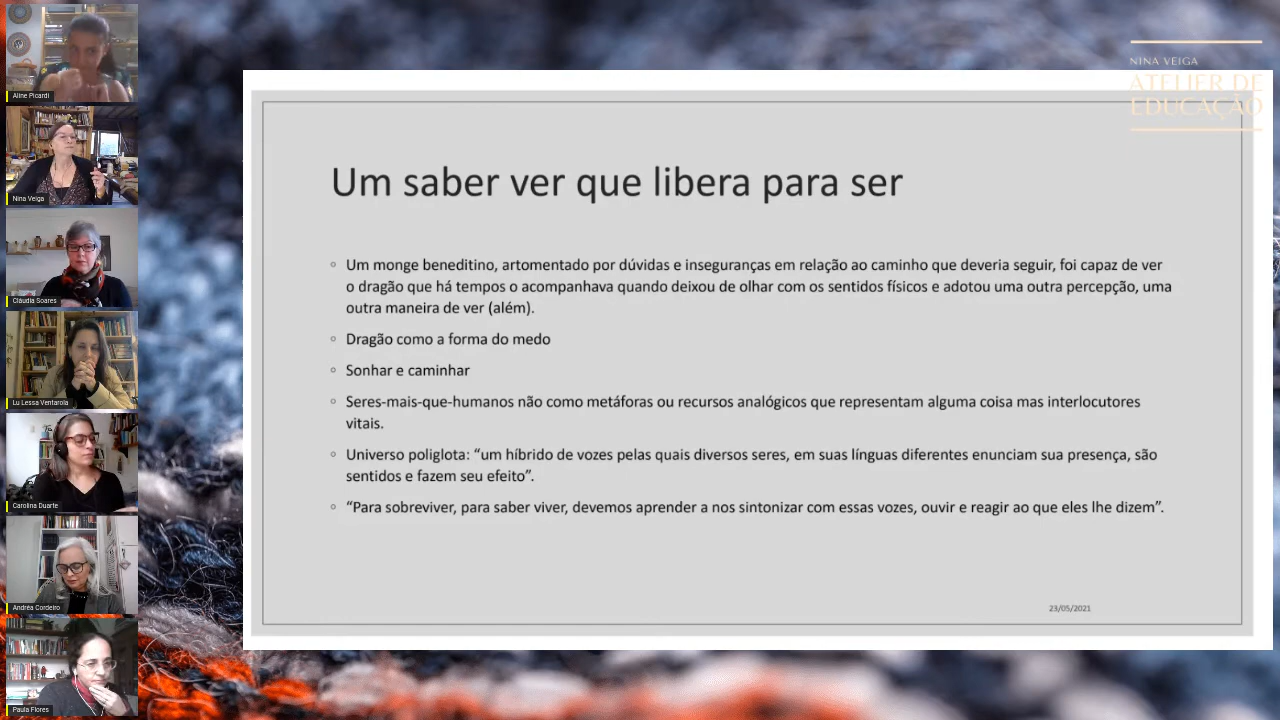 Aline Picardi
Nina Veiga
Cláudia Soares
Lu Lessa Ventarola
Carolina Duarte
Andréa Cordeiro
Paula Flores
NINA VEIGA
ATELIER DE
EDUCAÇÃO
Um saber ver que libera para ser
◦ Um monge beneditino, artomentado por dúvidas e inseguranças em relação ao caminho que deveria seguir, foi capaz de ver
o dragão que há tempos o acompanhava quando deixou de olhar com os sentidos físicos e adotou uma outra percepção, uma
outra maneira de ver (além).
◦ Dragão como a forma do medo
◦ Sonhar e caminhar
◦ Seres-mais-que-humanos não como metáforas ou recursos analógicos que representam alguma coisa mas interlocutores
vitais.
◦ Universo poliglota: “um híbrido de vozes pelas quais diversos seres, em suas línguas diferentes enunciam sua presença, são
sentidos e fazem seu efeito”.
◦ “Para sobreviver, para saber viver, devemos aprender a nos sintonizar com essas vozes, ouvir e reagir ao que eles lhe dizem”.
23/05/2021